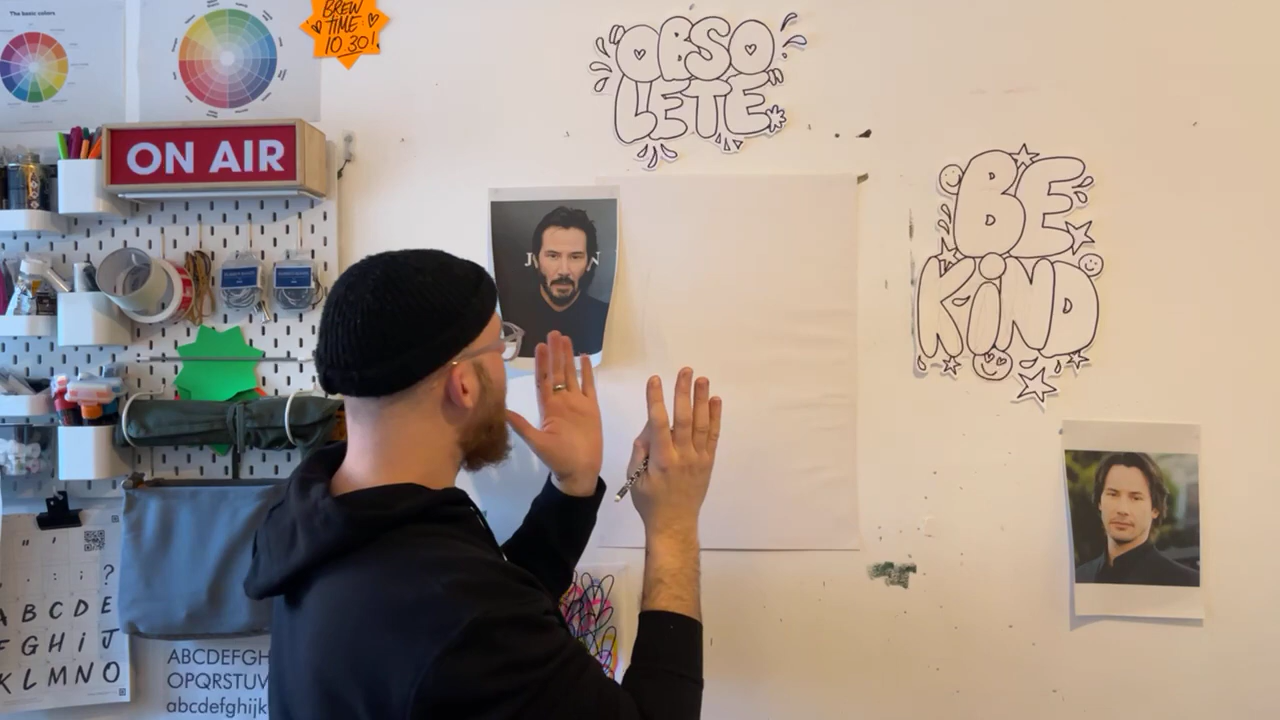 The basic colors
BREW
TIME
10.30!
OBSO
LETE
ON AIR
BE
KiND
" ' ,
. : ; ?
A B C D E
F G H i J
K L M N O
ABCDEFGH
OPQRSTUV
abcdefghijk